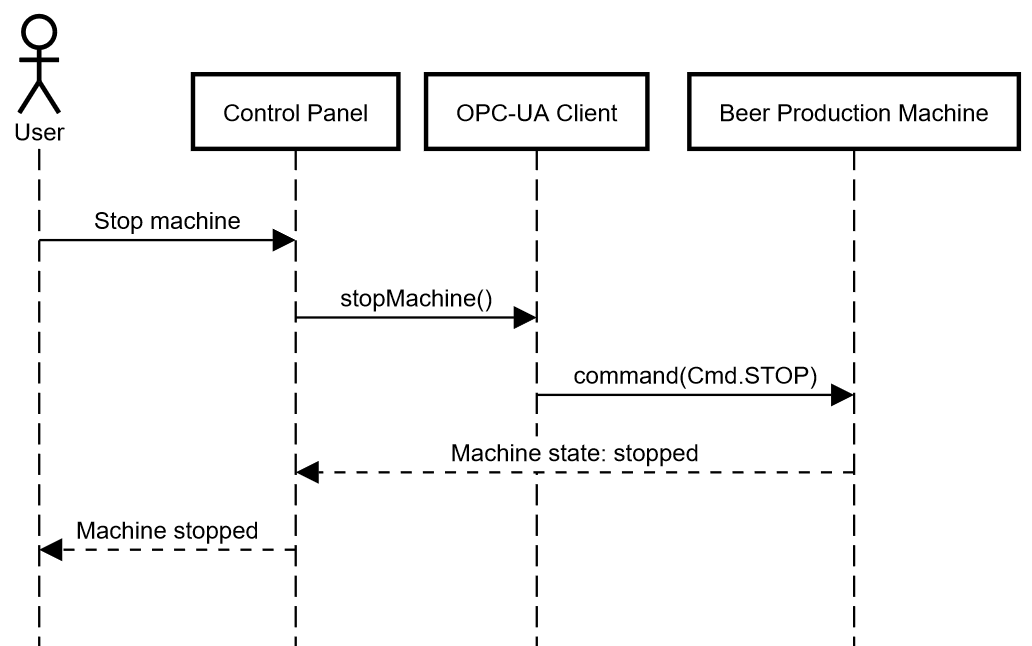 User
Control Panel
OPC-UA Client
Beer Production Machine
Stop machine
stopMachine()
command(Cmd.STOP)
Machine state: stopped
Machine stopped